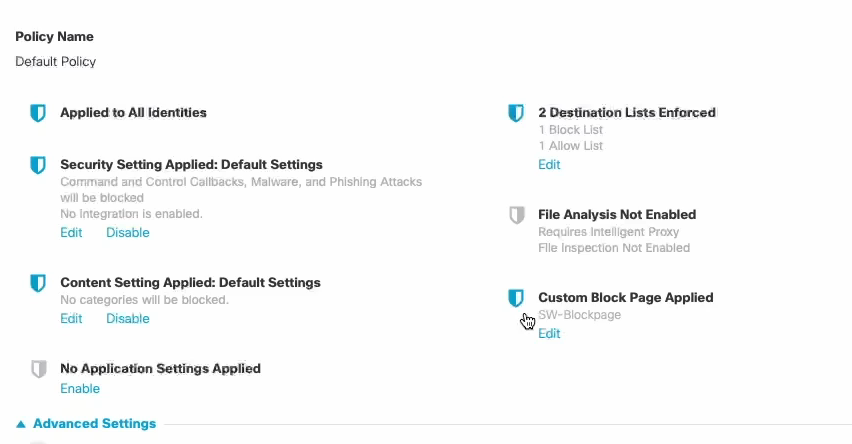 Policy Name
Default Policy
Applied to All Identities
Security Setting Applied: Default Settings
Command and Control Callbacks, Malware, and Phishing Attacks
will be blocked
No integration is enabled.
Edit Disable
Content Setting Applied: Default Settings
No categories will be blocked.
Edit Disable
No Application Settings Applied
Enable
2 Destination Lists Enforced
1 Block List
1 Allow List
Edit
File Analysis Not Enabled
Requires Intelligent Proxy
File Inspection Not Enabled
Custom Block Page Applied
SW-Blockpage
Edit
Advanced Settings